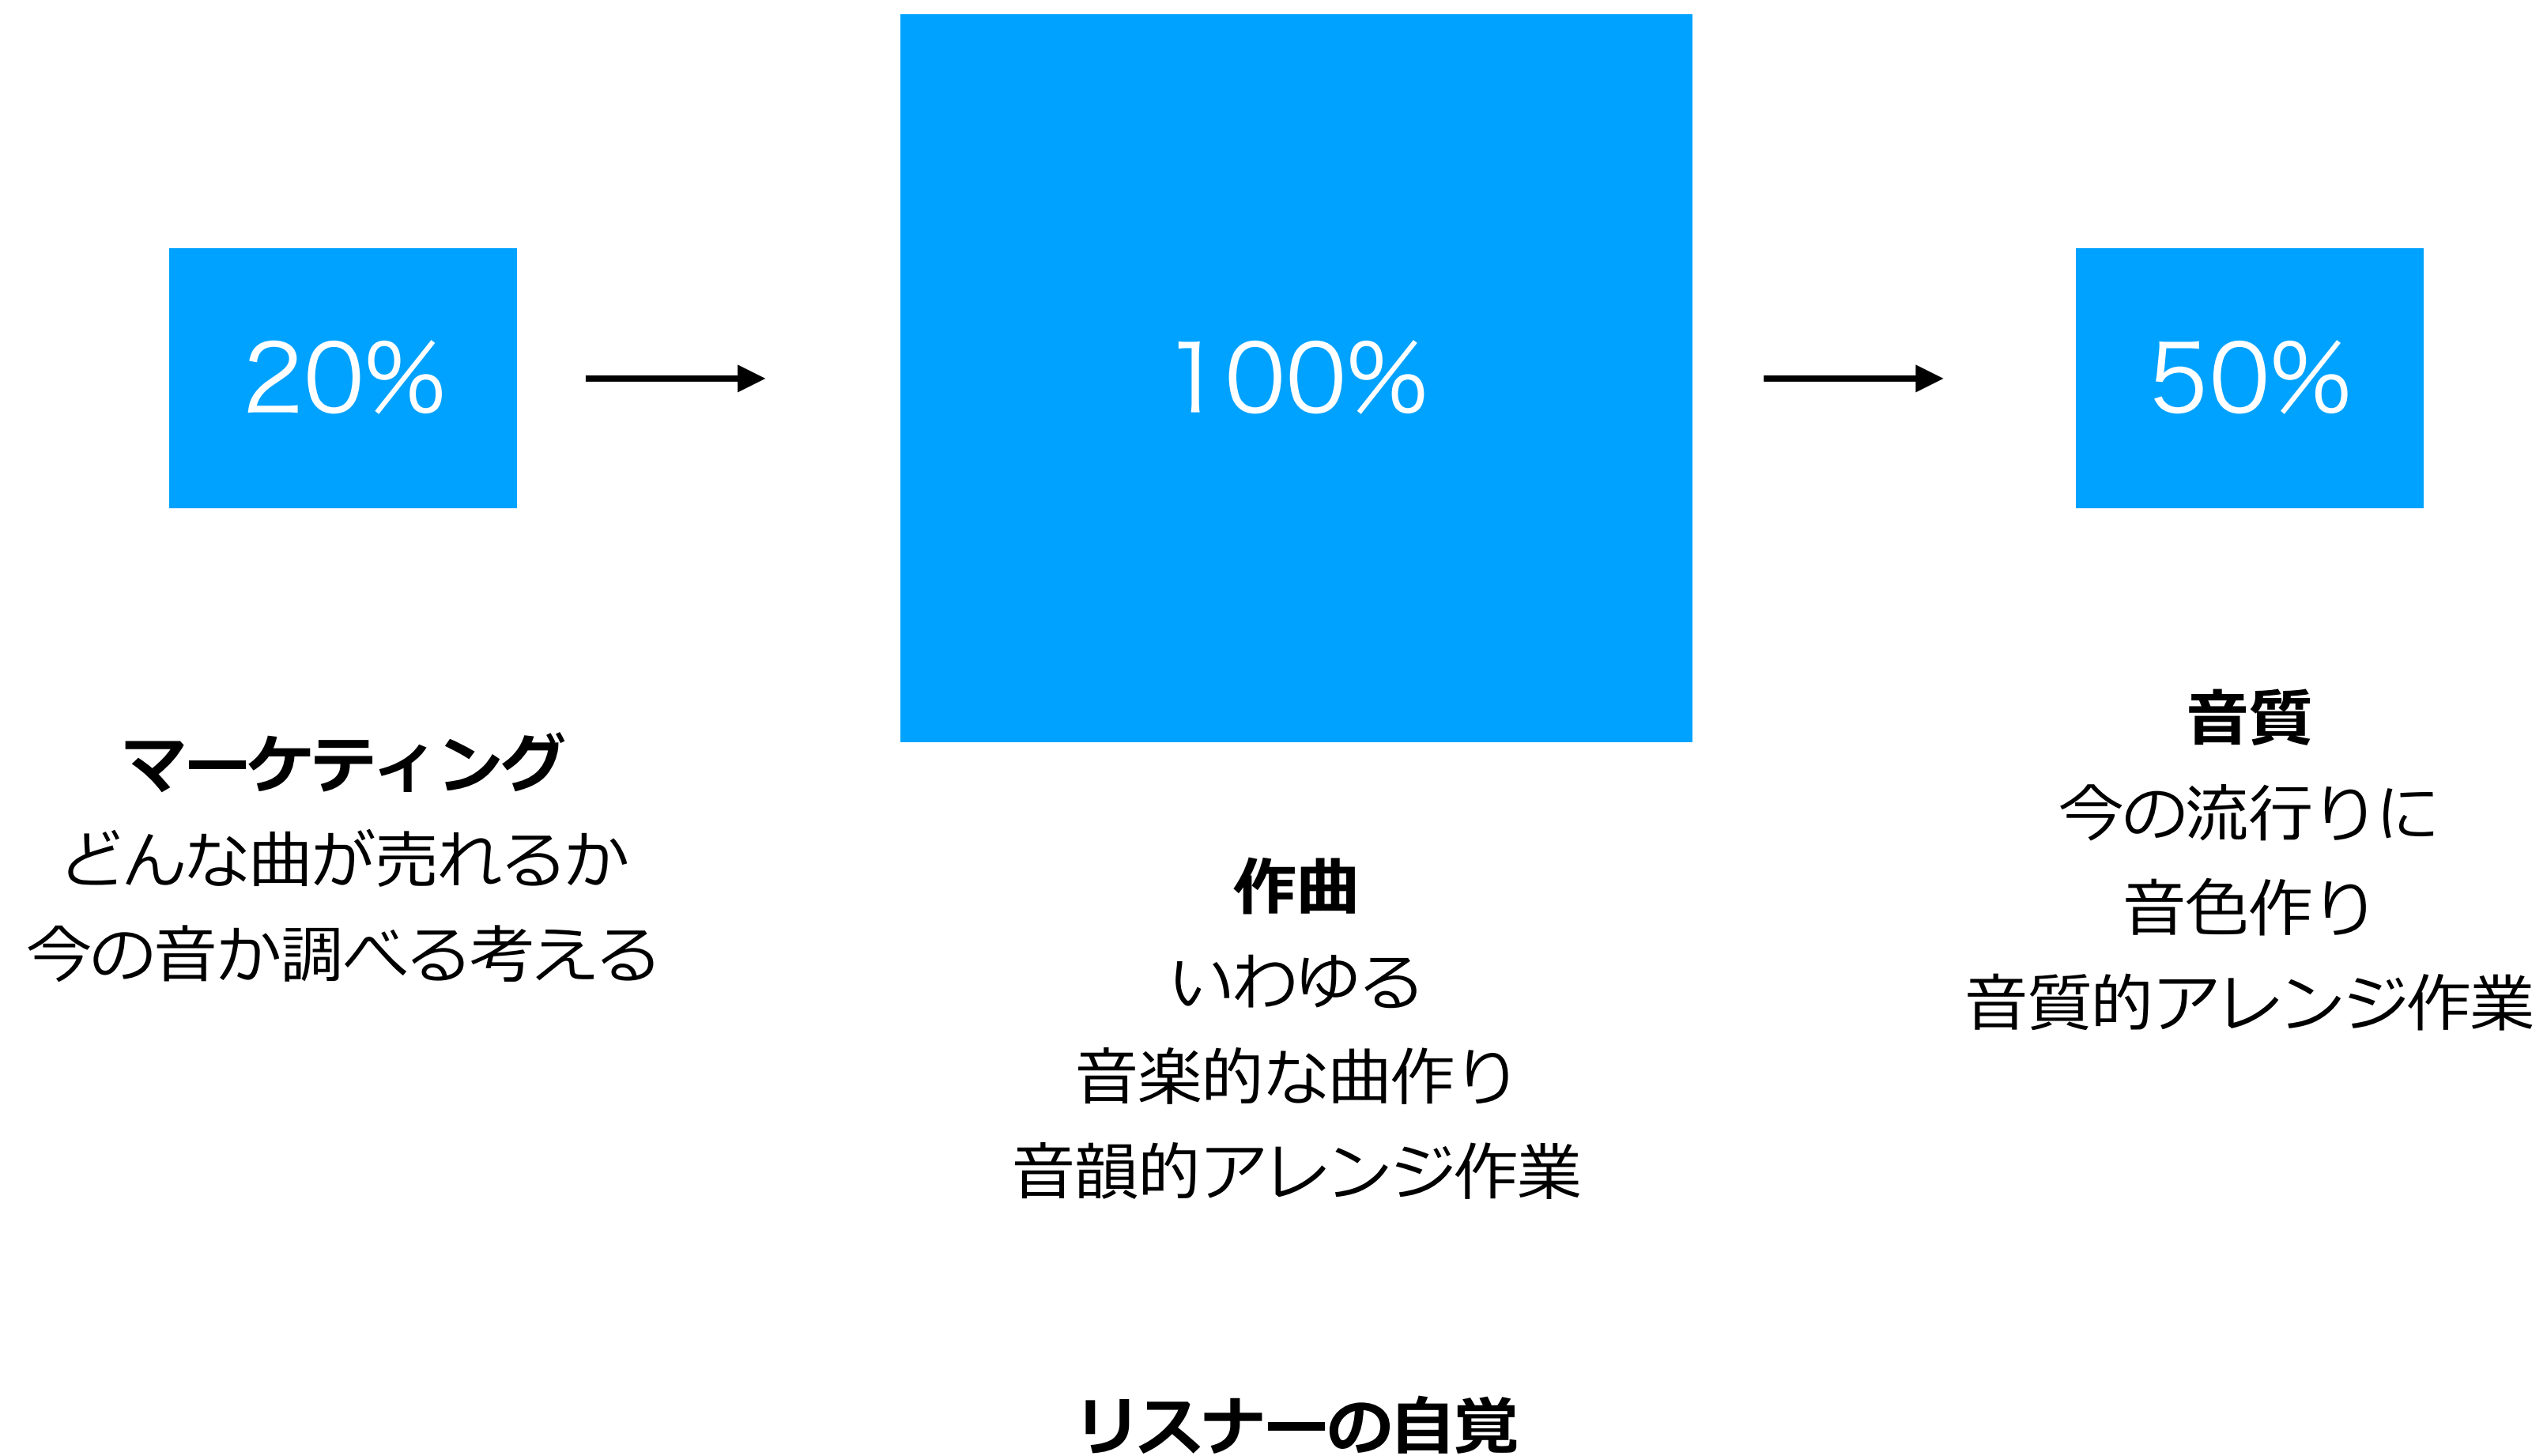 20%
100%
50%
マーケティング
どんな曲が売れるか
今の音か調べる考える
作曲
いわゆる
音楽的な曲作り
音韻的アレンジ作業
音質
今の流行りに
音色作り
音質的アレンジ作業
リスナーの自覚